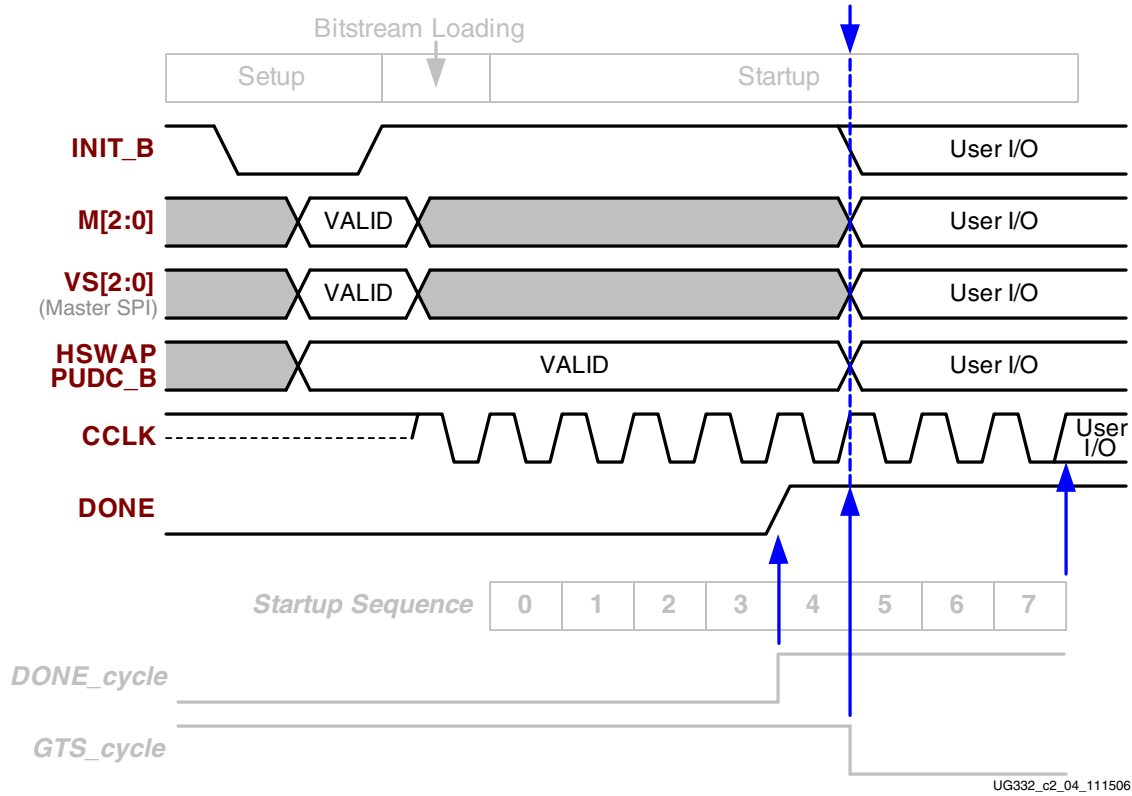 Bitstream Loading
Setup
Startup
INIT_B
User I/O
M[2:0]
VALID
User I/O
VS[2:0]
(Master SPI)
VALID
User I/O
HSWAP
PUDC_B
VALID
User I/O
CCLK
User
I/O
DONE
Startup Sequence 0 1 2 3 4 5 6 7
DONE_cycle
GTS_cycle
UG332_c2_04_111506